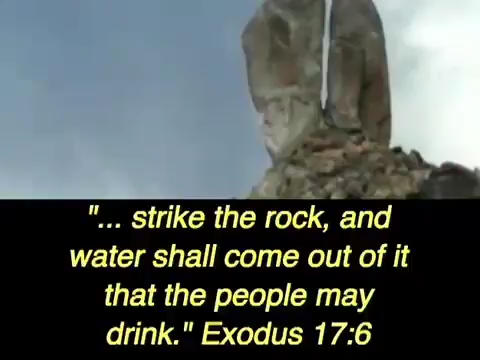 "... strike the rock, and
water shall come out of it
that the people may
drink." Exodus 17:6